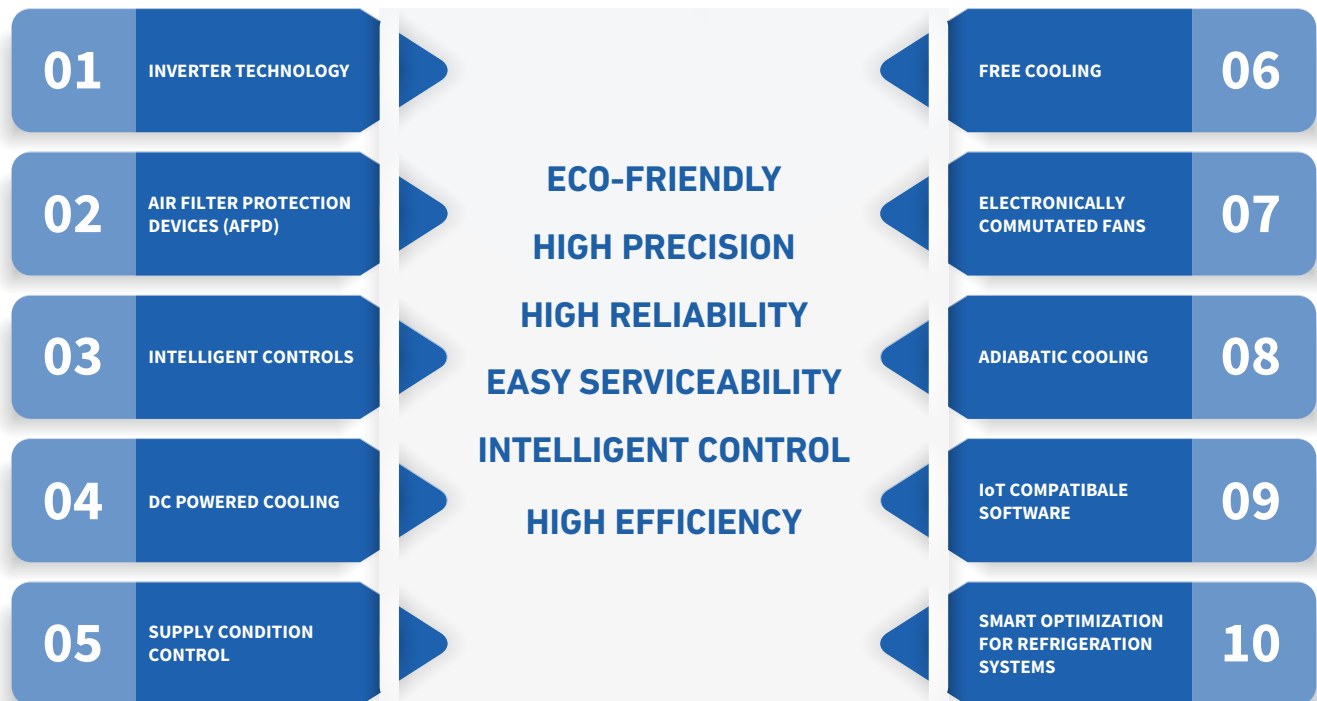 01
INVERTER TECHNOLOGY
02
AIR FILTER PROTECTION
DEVICES (AFPD)
03
INTELLIGENT CONTROLS
04
DC POWERED COOLING
05
SUPPLY CONDITION
CONTROL
ECO-FRIENDLY
HIGH PRECISION
HIGH RELIABILITY
EASY SERVICEABILITY
INTELLIGENT CONTROL
HIGH EFFICIENCY
FREE COOLING
06
ELECTRONICALLY
COMMUTATED FANS
07
ADIABATIC COOLING
08
IoT COMPATIBALE
SOFTWARE
09
SMART OPTIMIZATION
FOR REFRIGERATION
SYSTEMS
10